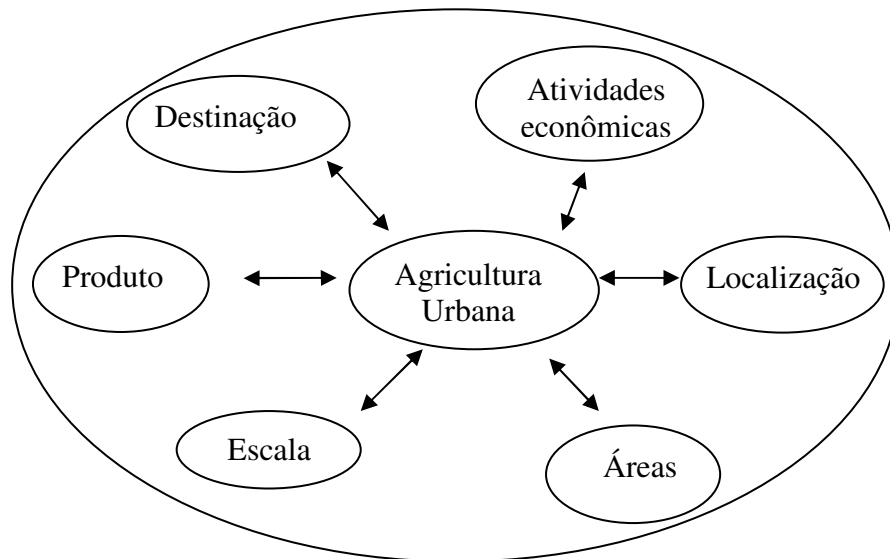 Destinação
Atividades
econômicas
Produto
Agricultura
Urbana
Localização
Escala
Áreas